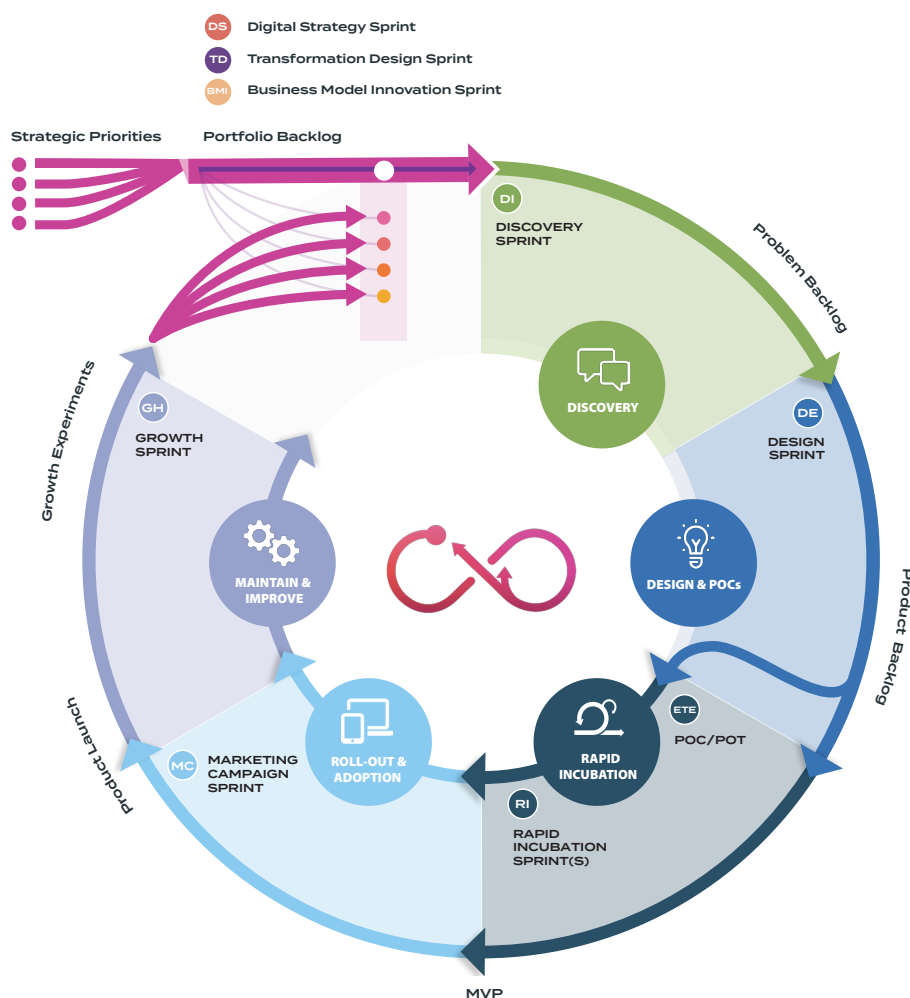 DS Digital Strategy Sprint
TD Transformation Design Sprint
BMI Business Model Innovation Sprint
Strategic Priorities
Portfolio Backlog
DI
DISCOVERY
SPRINT
Problem Backlog
DISCOVERY
DE
DESIGN
SPRINT
DESIGN & POCs
Product Backlog
ETE
POC/POT
RAPID
INCUBATION
RI
RAPID
INCUBATION
SPRINT(S)
MVP
ROLL-OUT &
ADOPTION
MC
MARKETING
CAMPAIGN
SPRINT
Product Launch
MAINTAIN &
IMPROVE
GH
GROWTH
SPRINT
Growth Experiments